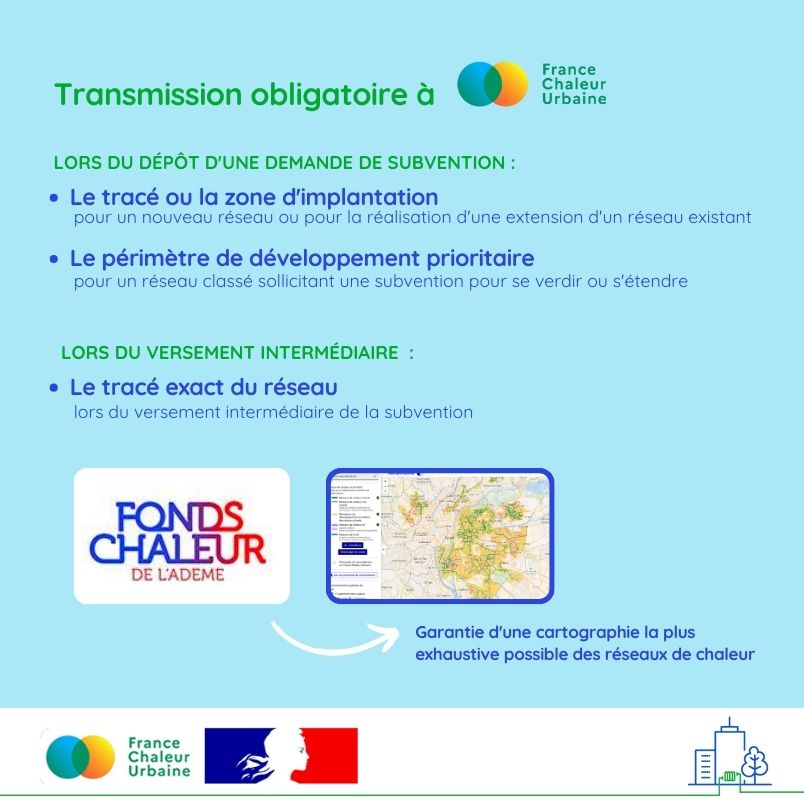 Transmission obligatoire à
France
Chaleur
Urbaine
LORS DU DÉPÔT D'UNE DEMANDE DE SUBVENTION :
• Le tracé ou la zone d'implantation
pour un nouveau réseau ou pour la réalisation d'une extension d'un réseau existant
• Le périmètre de développement prioritaire
pour un réseau classé sollicitant une subvention pour se verdir ou s'étendre
LORS DU VERSEMENT INTERMÉDIAIRE :
• Le tracé exact du réseau
lors du versement intermédiaire de la subvention
FONDS
CHALEUR
DE L'ADEME
Garantie d'une cartographie la plus
exhaustive possible des réseaux de chaleur
France
Chaleur
Urbaine